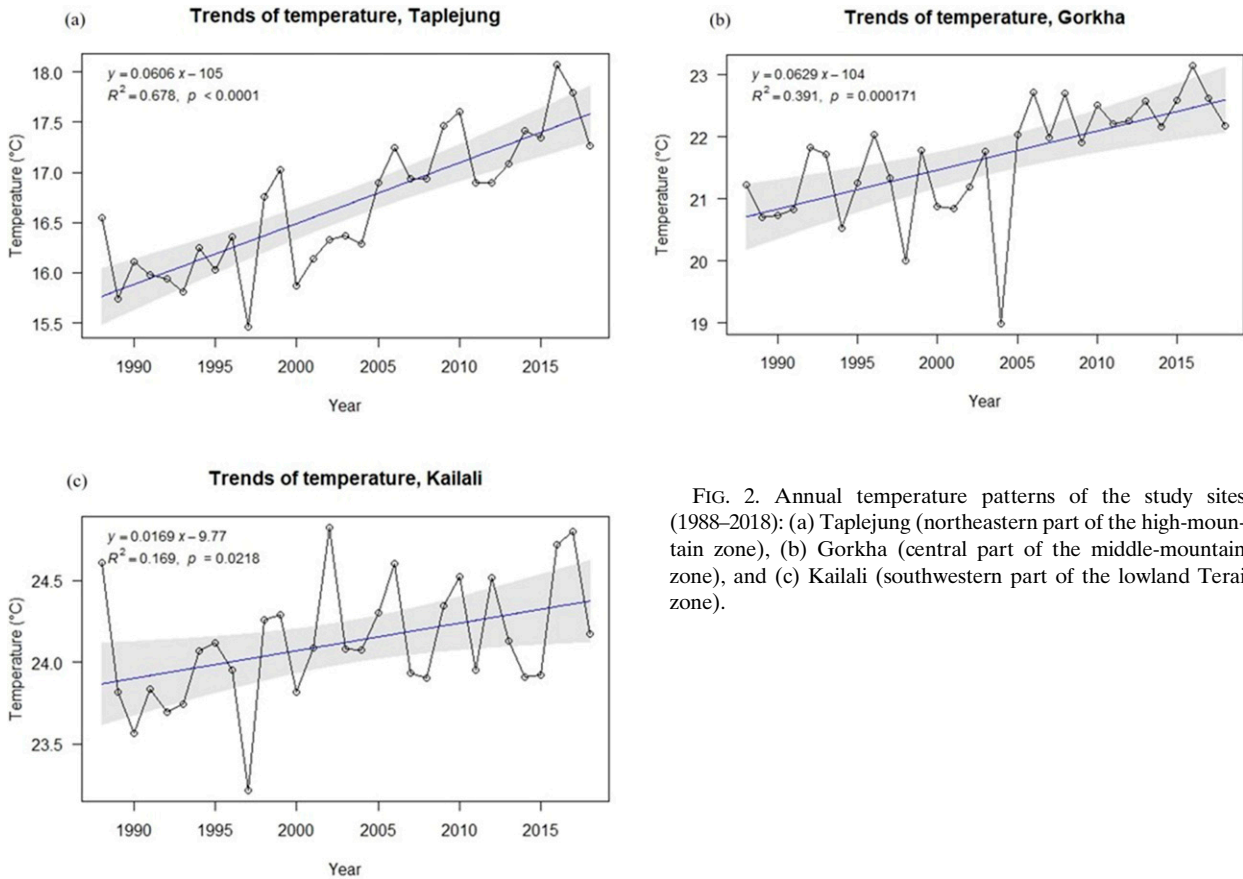 (a)
Trends of temperature, Taplejung
y = 0.0606 x − 105
R² = 0.678, p < 0.0001
Temperature (°C)
18.0
17.5
17.0
16.5
16.0
15.5
1990 1995 2000 2005 2010 2015
Year
(b)
Trends of temperature, Gorkha
y = 0.0629 x − 104
R² = 0.391, p = 0.000171
Temperature (°C)
23
22
21
20
19
1990 1995 2000 2005 2010 2015
Year
(c)
Trends of temperature, Kailali
y = 0.0169 x − 9.77
R² = 0.169, p = 0.0218
Temperature (°C)
24.5
24.0
23.5
1990 1995 2000 2005 2010 2015
Year
FIG. 2. Annual temperature patterns of the study sites
(1988–2018): (a) Taplejung (northeastern part of the high-moun-
tain zone), (b) Gorkha (central part of the middle-mountain
zone), and (c) Kailali (southwestern part of the lowland Terai
zone).